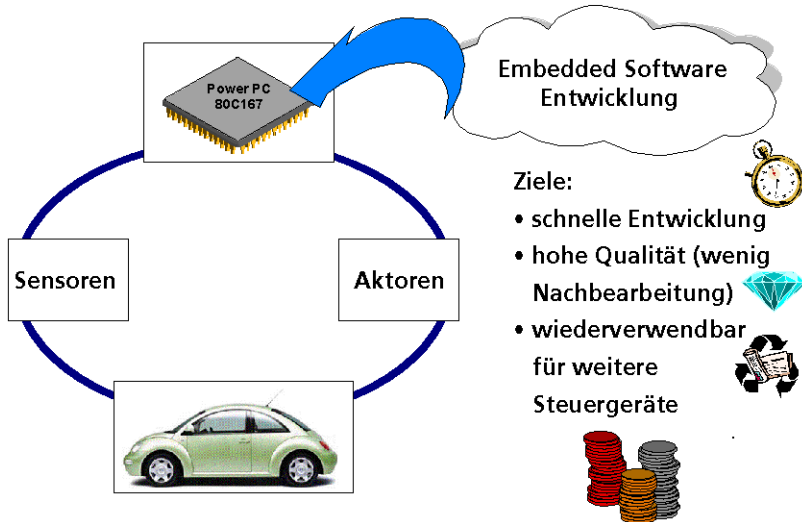 Power PC
80C167
Embedded Software
Entwicklung
Sensoren
Aktoren
Ziele:
• schnelle Entwicklung
• hohe Qualität (wenig
Nachbearbeitung)
• wiederverwendbar
für weitere
Steuergeräte